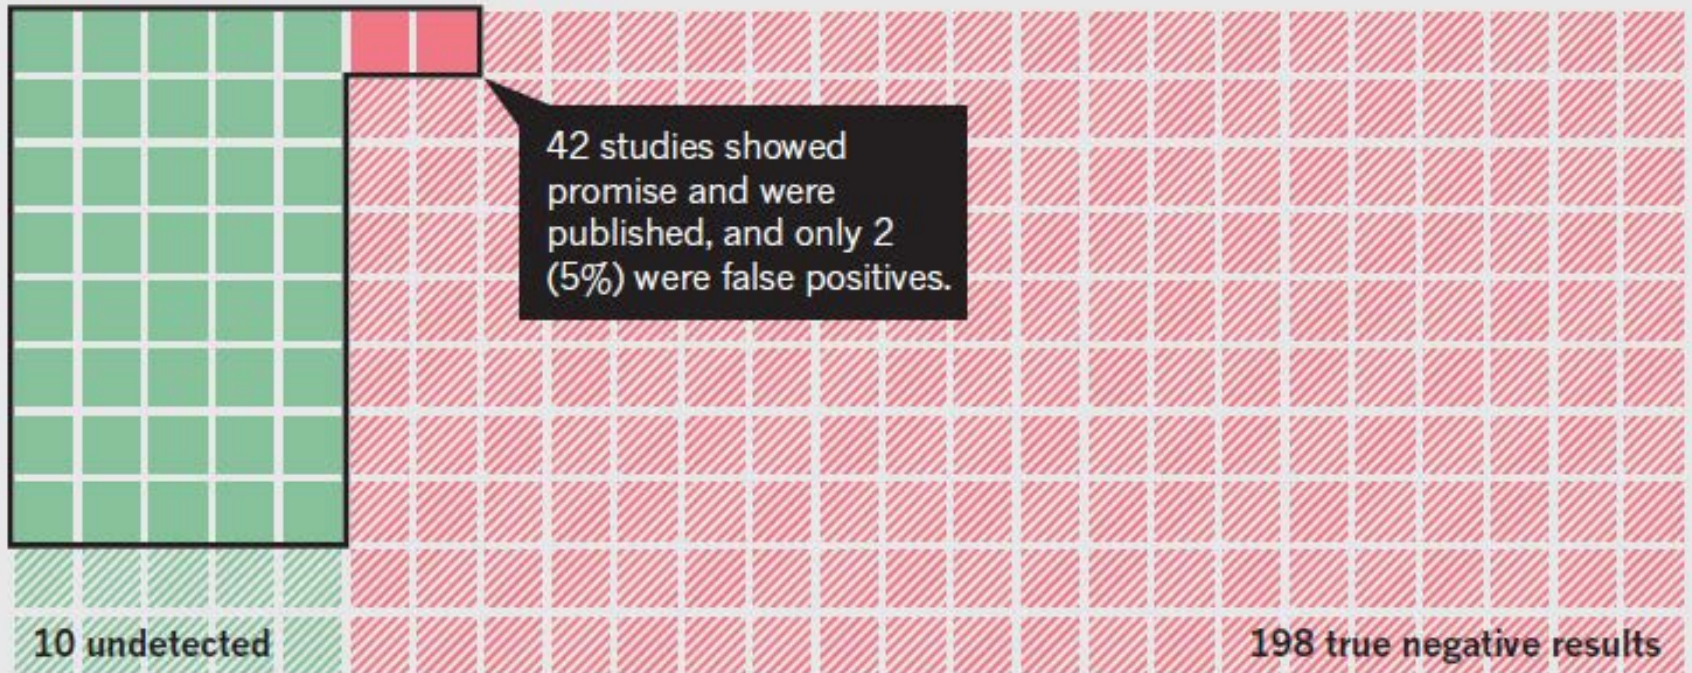 42 studies showed
promise and were
published, and only 2
(5%) were false positives.
10 undetected
198 true negative results